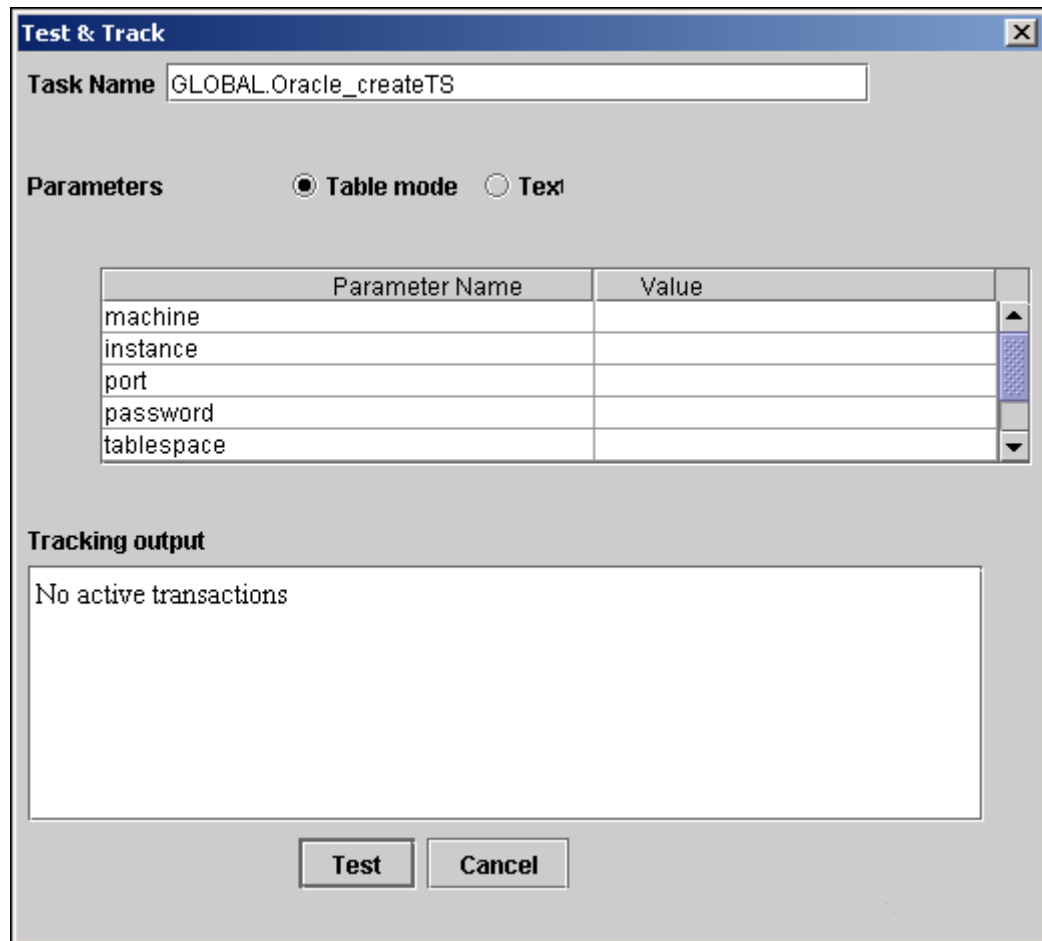 Test & Track
Task Name GLOBAL.Oracle_createTS
Parameters Table mode Text
Parameter Name Value
machine
instance
port
password
tablespace
Tracking output
No active transactions
Test Cancel